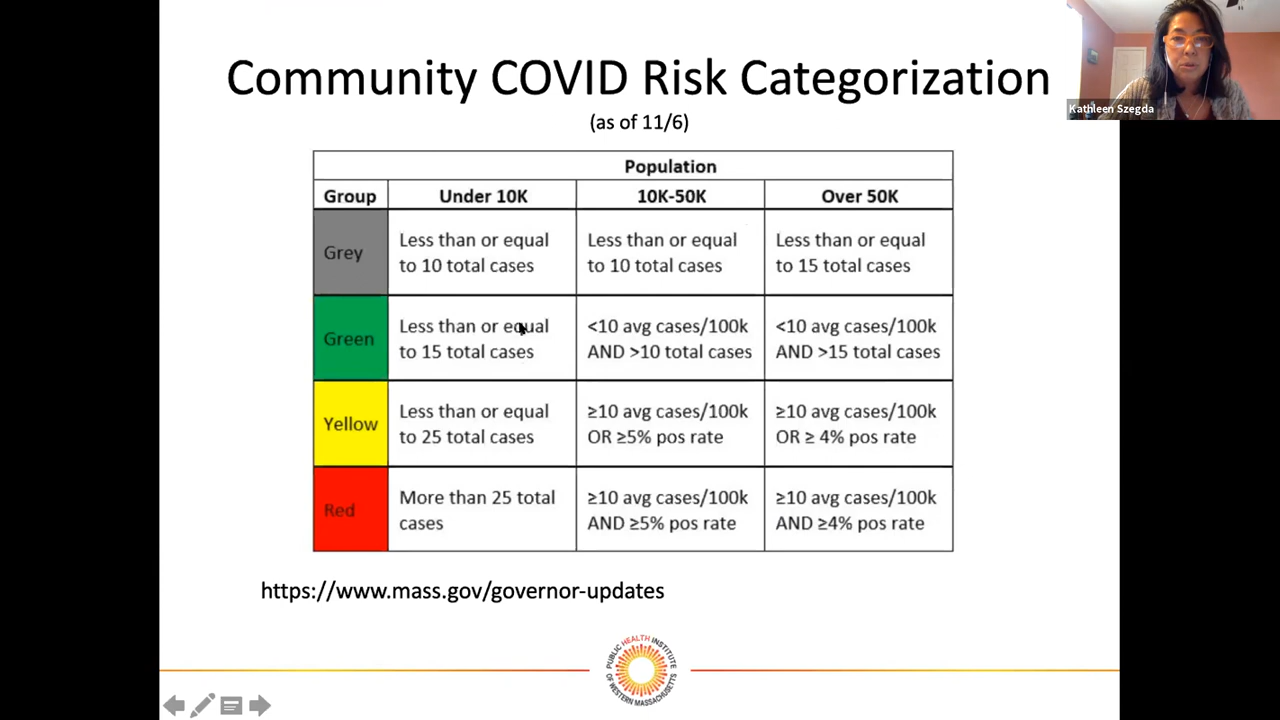 Community COVID Risk Categorization
(as of 11/6)
Kathleen Szegda
Population
Group
Under 10K
10K-50K
Over 50K
Grey
Less than or equal
to 10 total cases
Less than or equal
to 10 total cases
Less than or equal
to 15 total cases
Green
Less than or equal
to 15 total cases
<10 avg cases/100k
AND >10 total cases
<10 avg cases/100k
AND >15 total cases
Yellow
Less than or equal
to 25 total cases
≥10 avg cases/100k
OR ≥5% pos rate
≥10 avg cases/100k
OR ≥ 4% pos rate
Red
More than 25 total
cases
≥10 avg cases/100k
AND ≥5% pos rate
≥10 avg cases/100k
AND ≥4% pos rate
https://www.mass.gov/governor-updates
PUBLIC HEALTH INSTITUTE
OF WESTERN MASSACHUSETTS